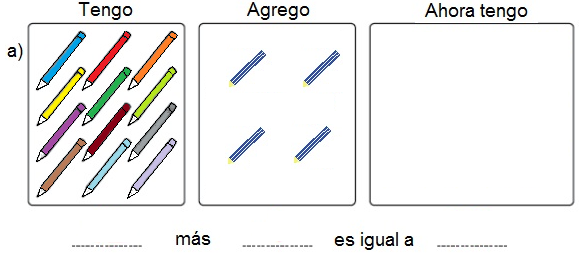 Tengo Agrego Ahora tengo
a)
............... más ............... es igual a ...............